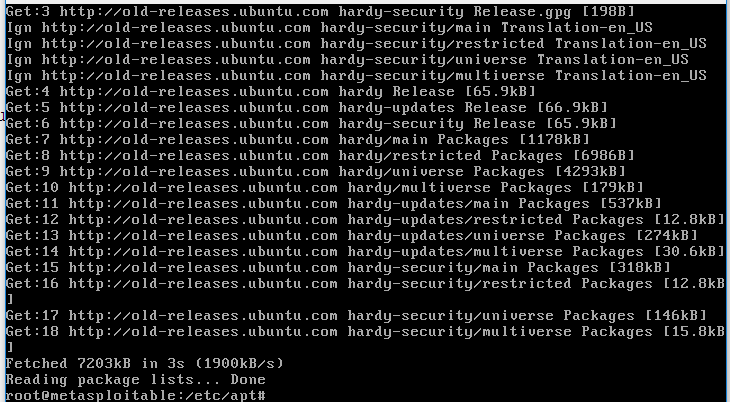 Get:3 http://old-releases.ubuntu.com hardy-security Release.gpg [198B]
Ign http://old-releases.ubuntu.com hardy-security/main Translation-en_US
Ign http://old-releases.ubuntu.com hardy-security/restricted Translation-en_US
Ign http://old-releases.ubuntu.com hardy-security/universe Translation-en_US
Ign http://old-releases.ubuntu.com hardy-security/multiverse Translation-en_US
Get:4 http://old-releases.ubuntu.com hardy Release [65.9kB]
Get:5 http://old-releases.ubuntu.com hardy-updates Release [66.9kB]
Get:6 http://old-releases.ubuntu.com hardy-security Release [65.9kB]
Get:7 http://old-releases.ubuntu.com hardy/main Packages [1178kB]
Get:8 http://old-releases.ubuntu.com hardy/restricted Packages [6986B]
Get:9 http://old-releases.ubuntu.com hardy/universe Packages [4293kB]
Get:10 http://old-releases.ubuntu.com hardy/multiverse Packages [179kB]
Get:11 http://old-releases.ubuntu.com hardy-updates/main Packages [537kB]
Get:12 http://old-releases.ubuntu.com hardy-updates/restricted Packages [12.8kB]
Get:13 http://old-releases.ubuntu.com hardy-updates/universe Packages [274kB]
Get:14 http://old-releases.ubuntu.com hardy-updates/multiverse Packages [30.6kB]
Get:15 http://old-releases.ubuntu.com hardy-security/main Packages [318kB]
Get:16 http://old-releases.ubuntu.com hardy-security/restricted Packages [12.8kB
]
Get:17 http://old-releases.ubuntu.com hardy-security/universe Packages [146kB]
Get:18 http://old-releases.ubuntu.com hardy-security/multiverse Packages [15.8kB
]
Fetched 7203kB in 3s (1900kB/s)
Reading package lists... Done
root@metasploitable:/etc/apt#